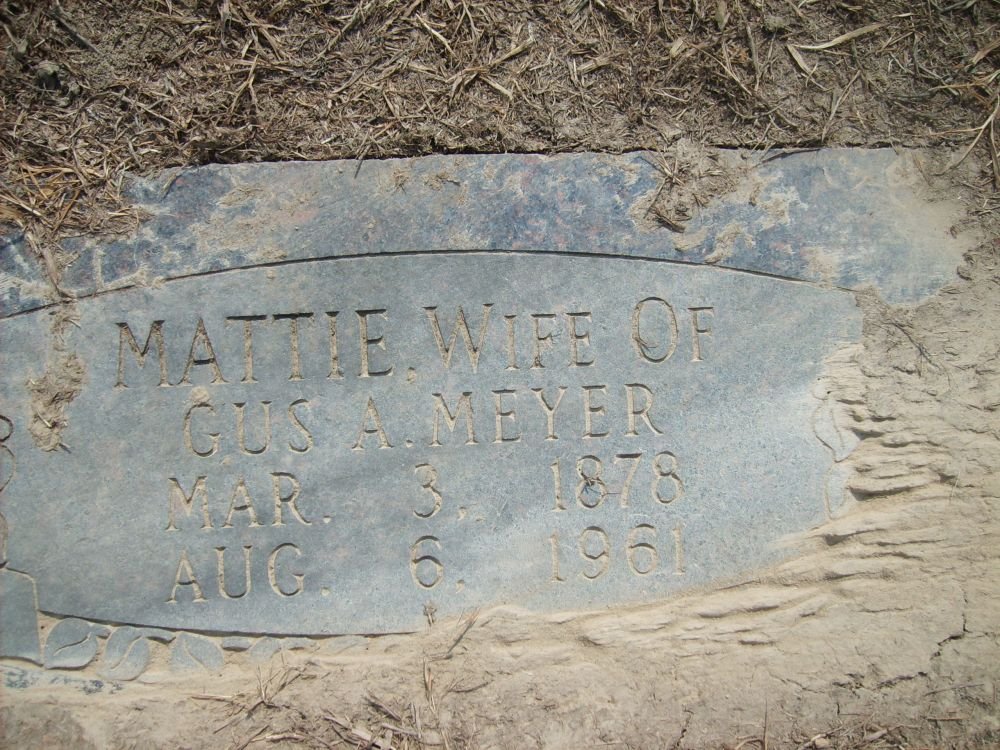 MATTIE, WIFE OF
GUS A. MEYER
MAR. 3, 1878
AUG. 6, 1961